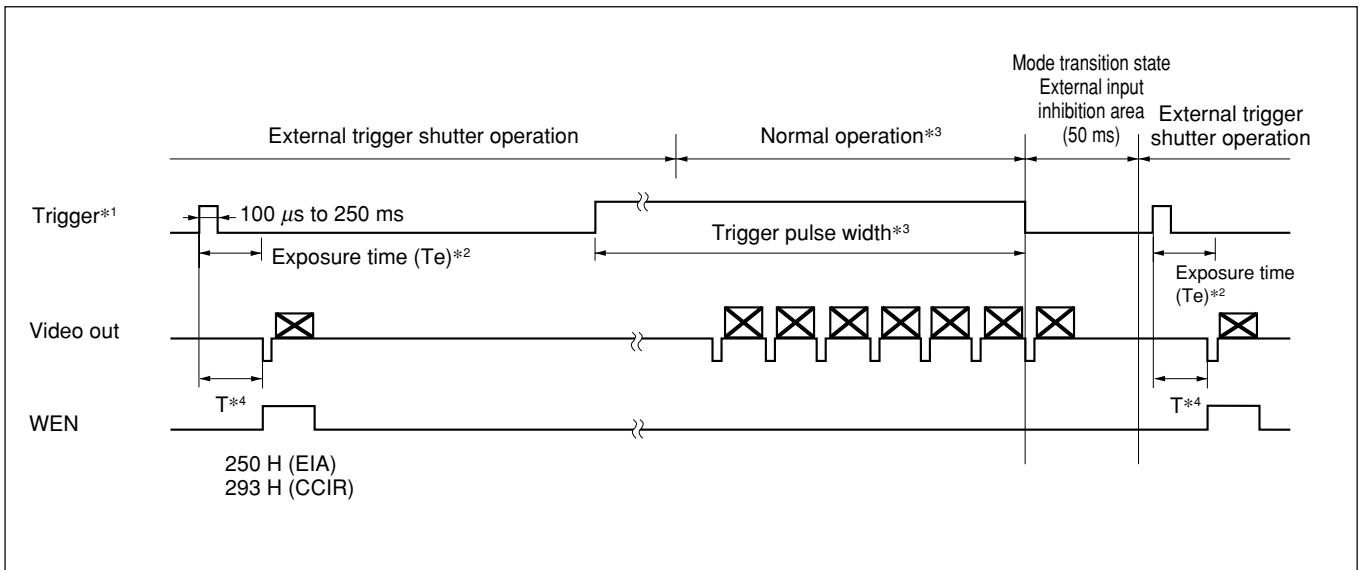 Mode transition state
External input
inhibition area
(50 ms)
External trigger shutter operation
Normal operation*3
External trigger
shutter operation
Trigger*1
100 μs to 250 ms
Trigger pulse width*3
Exposure time (Te)*2
Exposure time
(Te)*2
Video out
T*4
T*4
WEN
250 H (EIA)
293 H (CCIR)